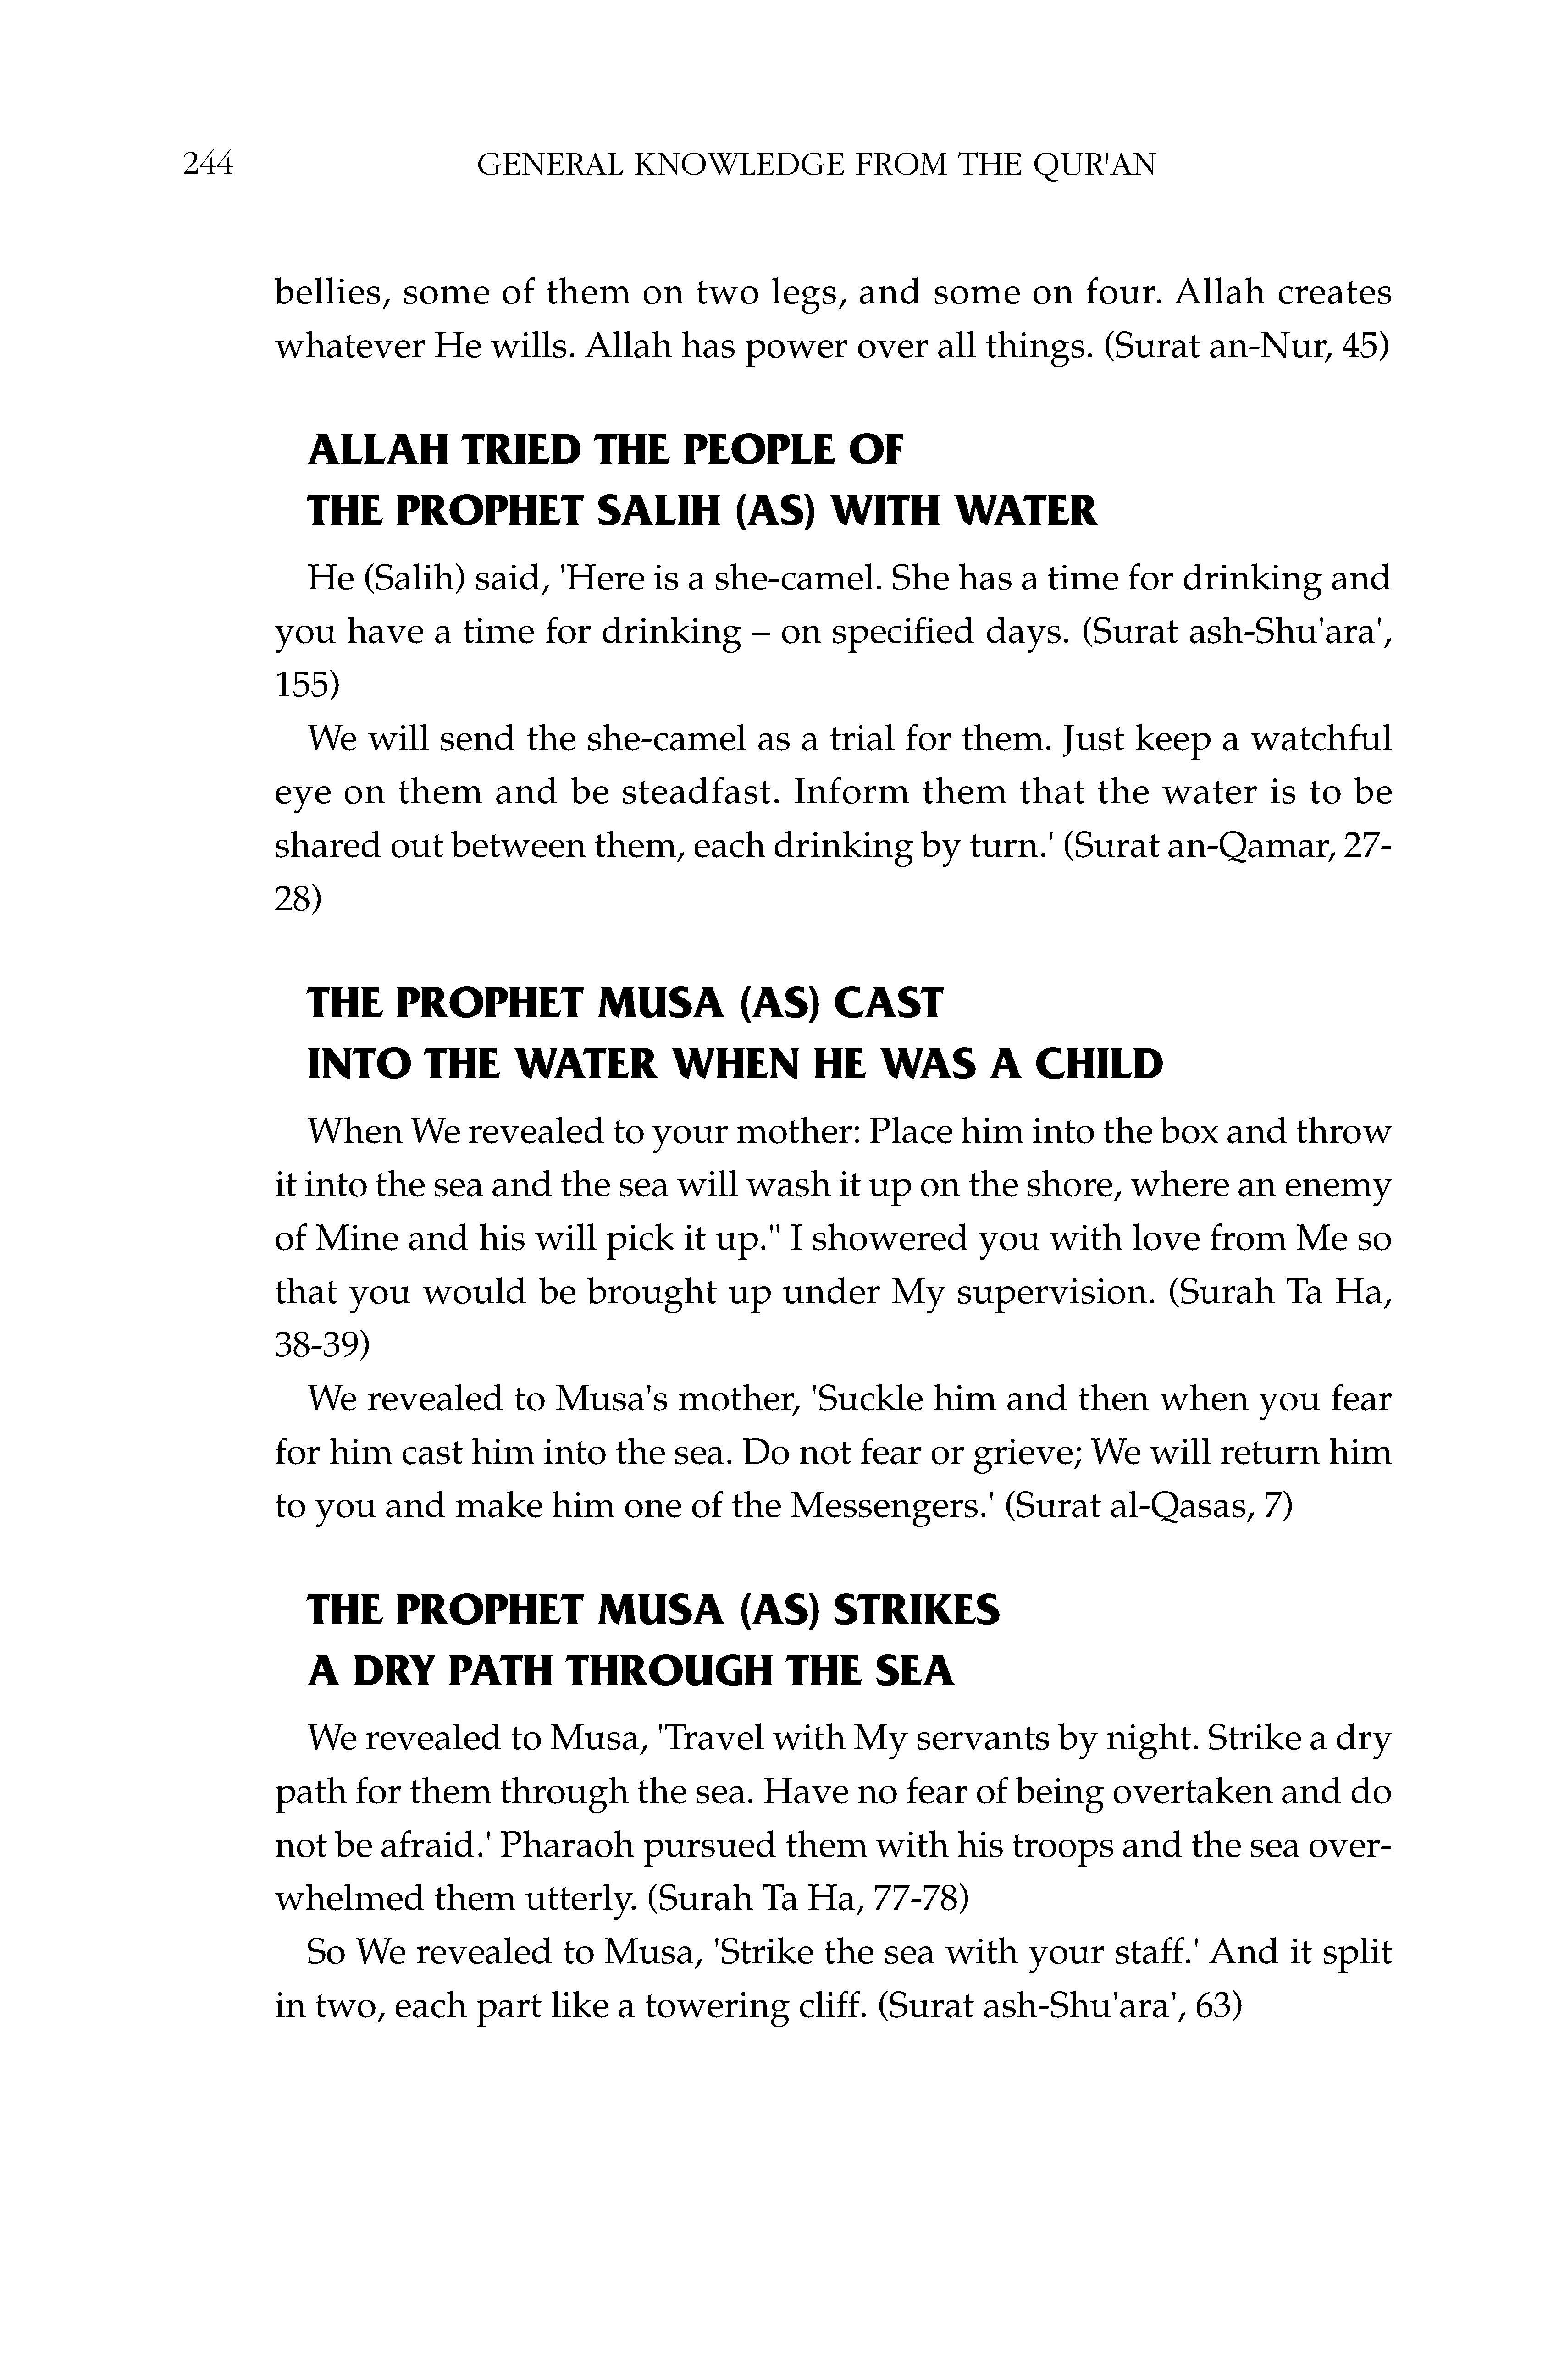 244
GENERAL KNOWLEDGE FROM THE QUR'AN
bellies, some of them on two legs, and some on four. Allah creates
whatever He wills. Allah has power over all things. (Surat an-Nur, 45)
ALLAH TRIED THE PEOPLE OF
THE PROPHET SALIH (AS) WITH WATER
He (Salih) said, 'Here is a she-camel. She has a time for drinking and
you have a time for drinking – on specified days. (Surat ash-Shu'ara',
155)
We will send the she-camel as a trial for them. Just keep a watchful
eye on them and be steadfast. Inform them that the water is to be
shared out between them, each drinking by turn.' (Surat an-Qamar, 27-
28)
THE PROPHET MUSA (AS) CAST
INTO THE WATER WHEN HE WAS A CHILD
When We revealed to your mother: Place him into the box and throw
it into the sea and the sea will wash it up on the shore, where an enemy
of Mine and his will pick it up." I showered you with love from Me so
that you would be brought up under My supervision. (Surah Ta Ha,
38-39)
We revealed to Musa's mother, 'Suckle him and then when you fear
for him cast him into the sea. Do not fear or grieve; We will return him
to you and make him one of the Messengers.' (Surat al-Qasas, 7)
THE PROPHET MUSA (AS) STRIKES
A DRY PATH THROUGH THE SEA
We revealed to Musa, 'Travel with My servants by night. Strike a dry
path for them through the sea. Have no fear of being overtaken and do
not be afraid.' Pharaoh pursued them with his troops and the sea over-
whelmed them utterly. (Surah Ta Ha, 77-78)
So We revealed to Musa, 'Strike the sea with your staff.' And it split
in two, each part like a towering cliff. (Surat ash-Shu'ara', 63)